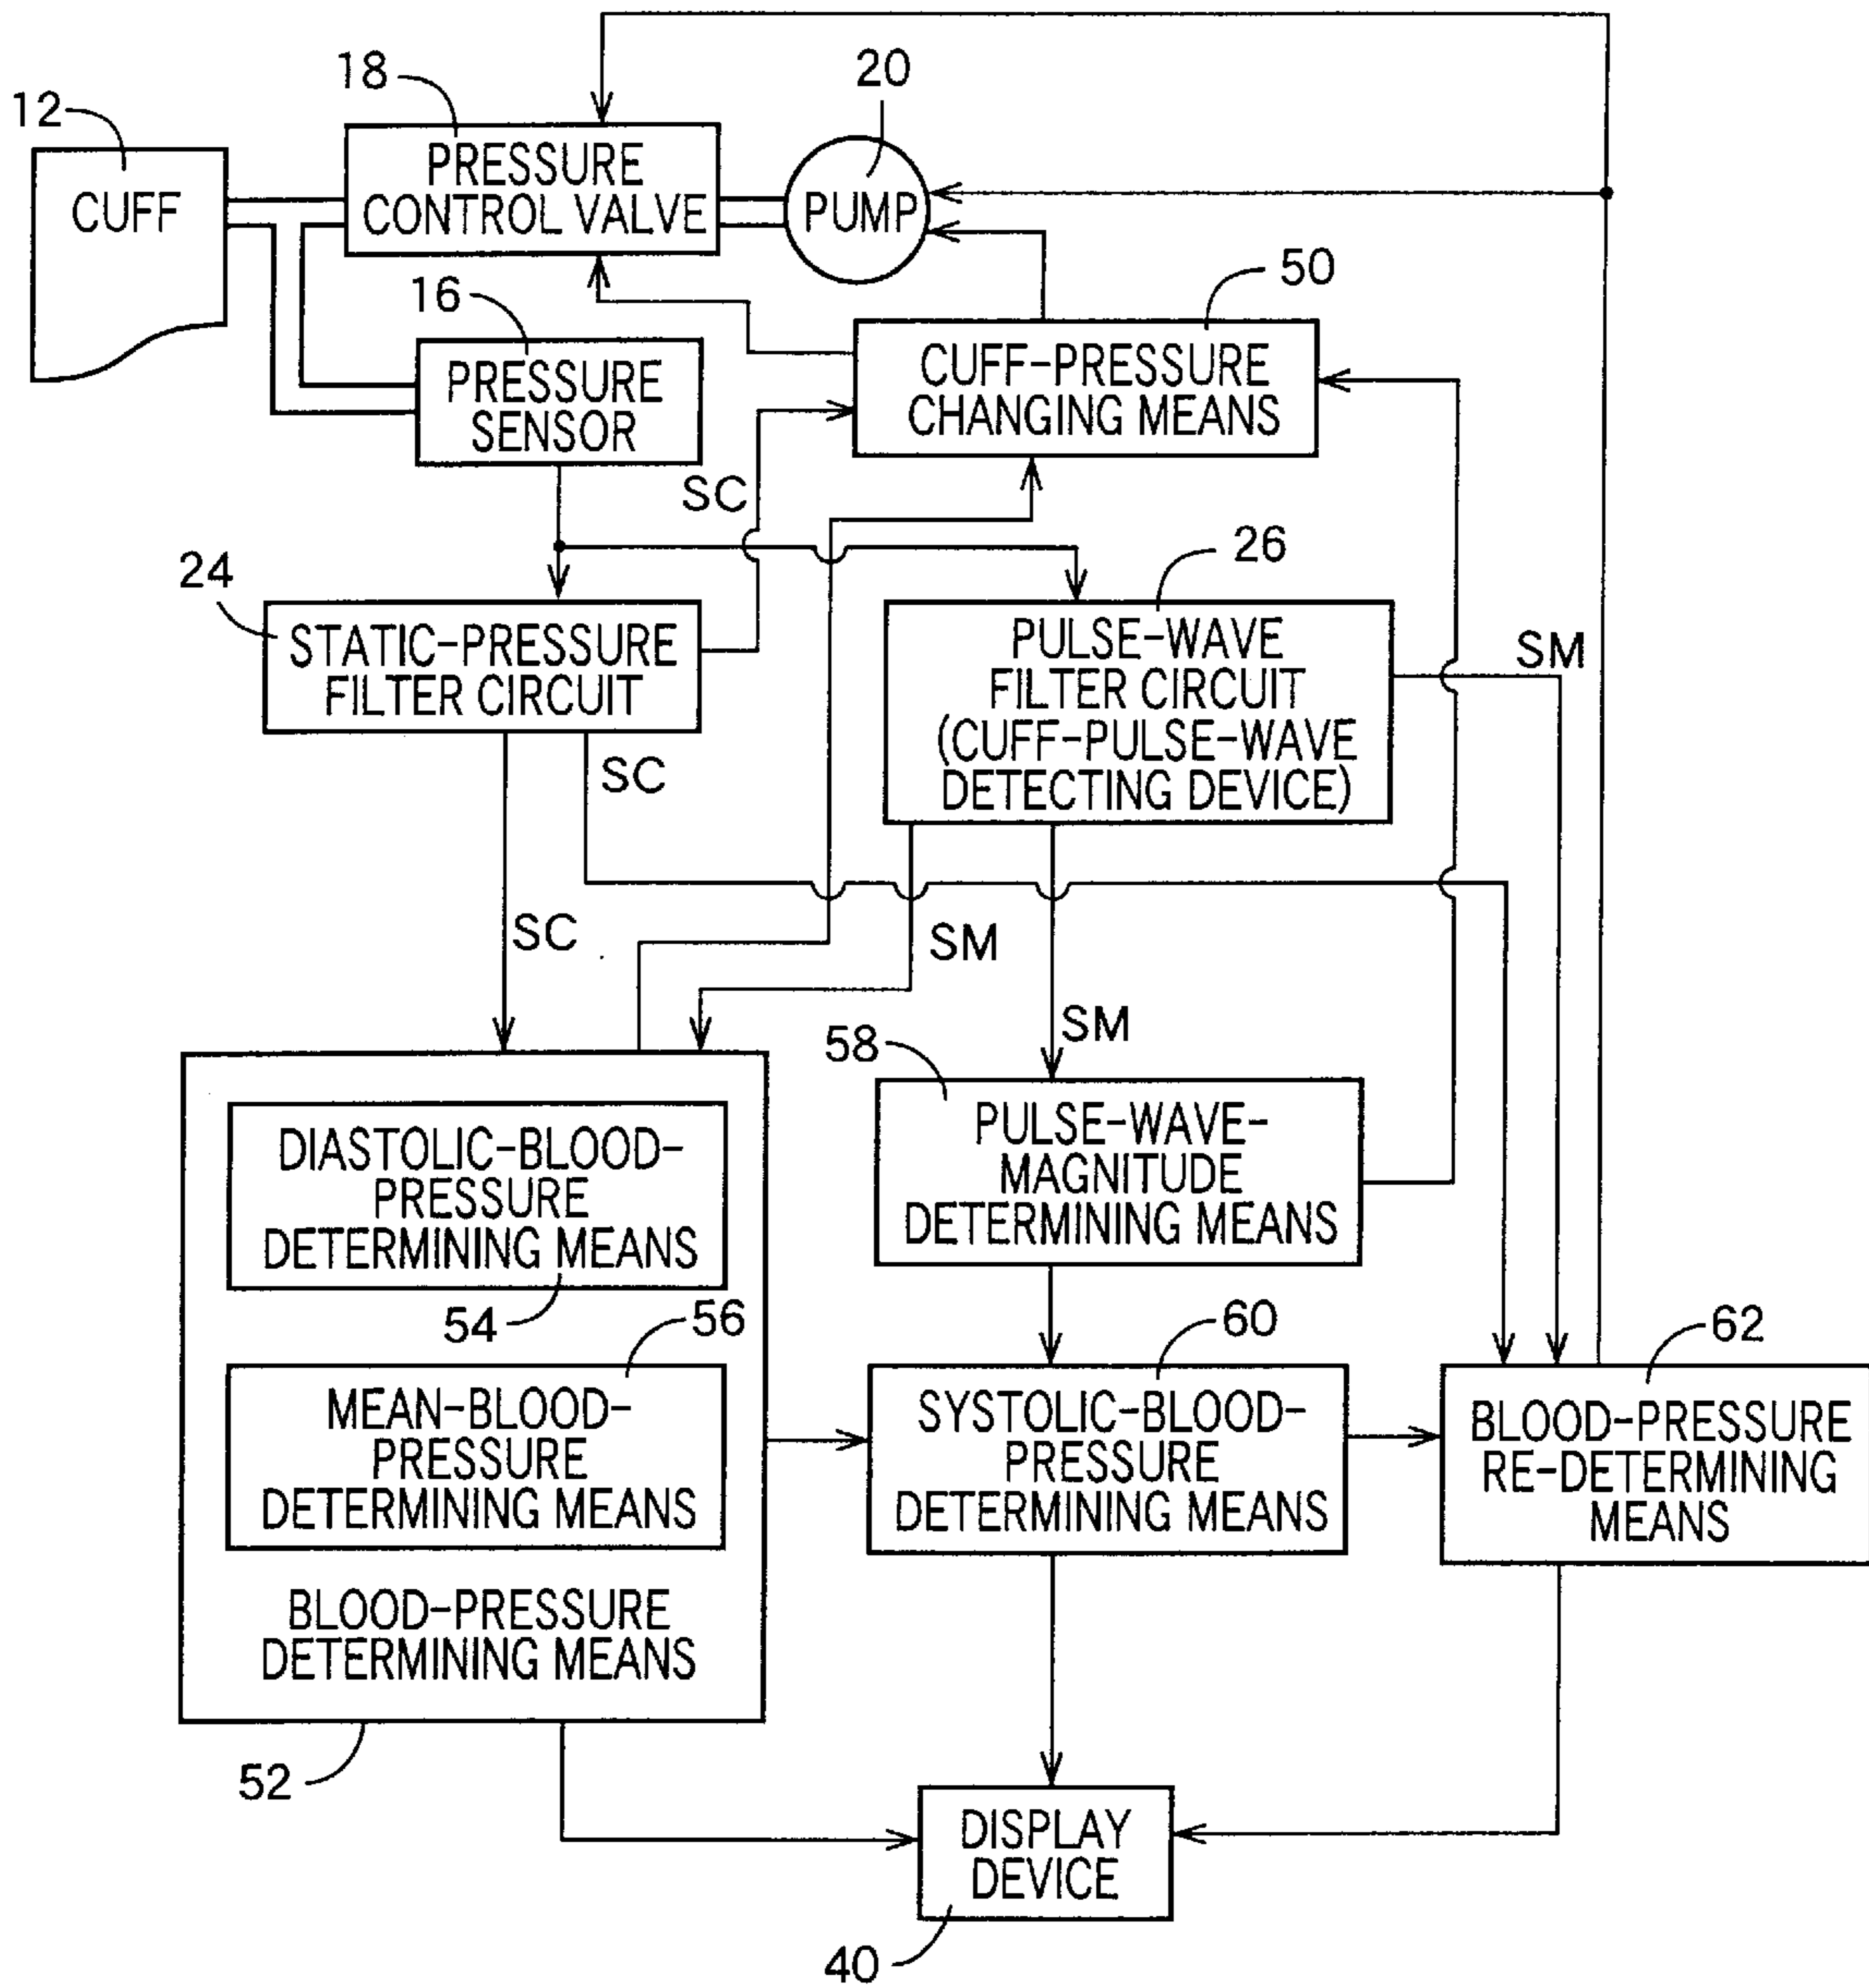 18
20
12
PRESSURE
CONTROL VALVE
CUFF
PUMP
16
50
PRESSURE
SENSOR
CUFF-PRESSURE
CHANGING MEANS
SC
24
26
STATIC-PRESSURE
FILTER CIRCUIT
PULSE-WAVE
FILTER CIRCUIT
(CUFF-PULSE-WAVE
DETECTING DEVICE)
SM
SC
SC
SM
SM
58
DIASTOLIC-BLOOD-
PRESSURE
DETERMINING MEANS
54
PULSE-WAVE-
MAGNITUDE
DETERMINING MEANS
56
60
62
MEAN-BLOOD-
PRESSURE
DETERMINING MEANS
SYSTOLIC-BLOOD-
PRESSURE
DETERMINING MEANS
BLOOD-PRESSURE
RE-DETERMINING
MEANS
BLOOD-PRESSURE
DETERMINING MEANS
52
DISPLAY
DEVICE
40